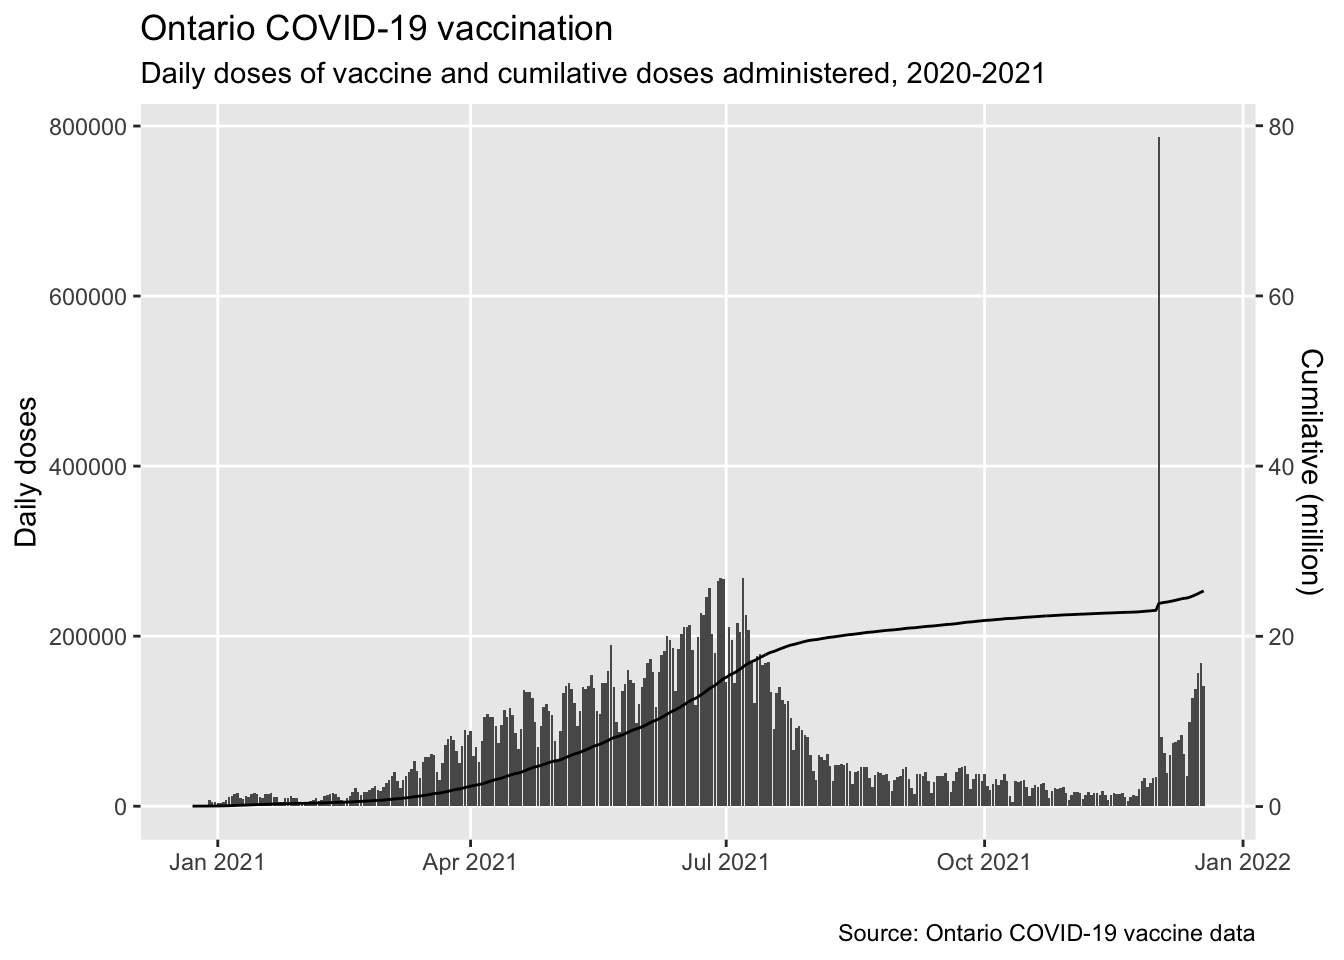 Ontario COVID-19 vaccination
Daily doses of vaccine and cumilative doses administered, 2020-2021
800000
600000
400000
200000
0
Daily doses
80
60
40
20
0
Cumilative (million)
Jan 2021
Apr 2021
Jul 2021
Oct 2021
Jan 2022
Source: Ontario COVID-19 vaccine data